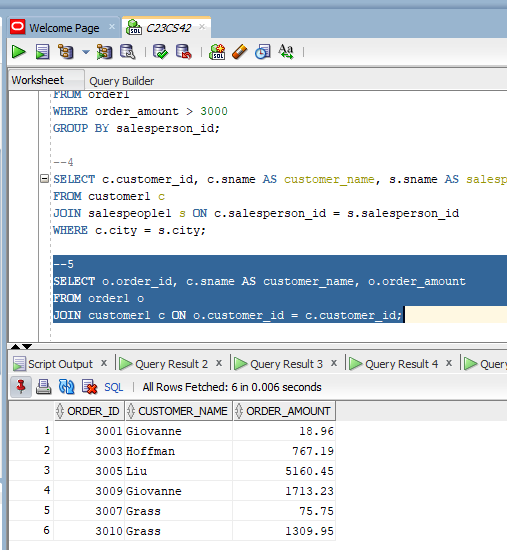 Welcome Page × C23CS42 ×
SQL Aa
Worksheet Query Builder
FROM order1
WHERE order_amount > 3000
GROUP BY salesperson_id;
--4
SELECT c.customer_id, c.sname AS customer_name, s.sname AS salesp
FROM customer1 c
JOIN salespeople1 s ON c.salesperson_id = s.salesperson_id
WHERE c.city = s.city;
--5
SELECT o.order_id, c.sname AS customer_name, o.order_amount
FROM order1 o
JOIN customer1 c ON o.customer_id = c.customer_id;
Script Output × Query Result 2 × Query Result 3 × Query Result 4 × Query
SQL | All Rows Fetched: 6 in 0.006 seconds
ORDER_ID CUSTOMER_NAME ORDER_AMOUNT
1 3001 Giovanne 18.96
2 3003 Hoffman 767.19
3 3005 Liu 5160.45
4 3009 Giovanne 1713.23
5 3007 Grass 75.75
6 3010 Grass 1309.95